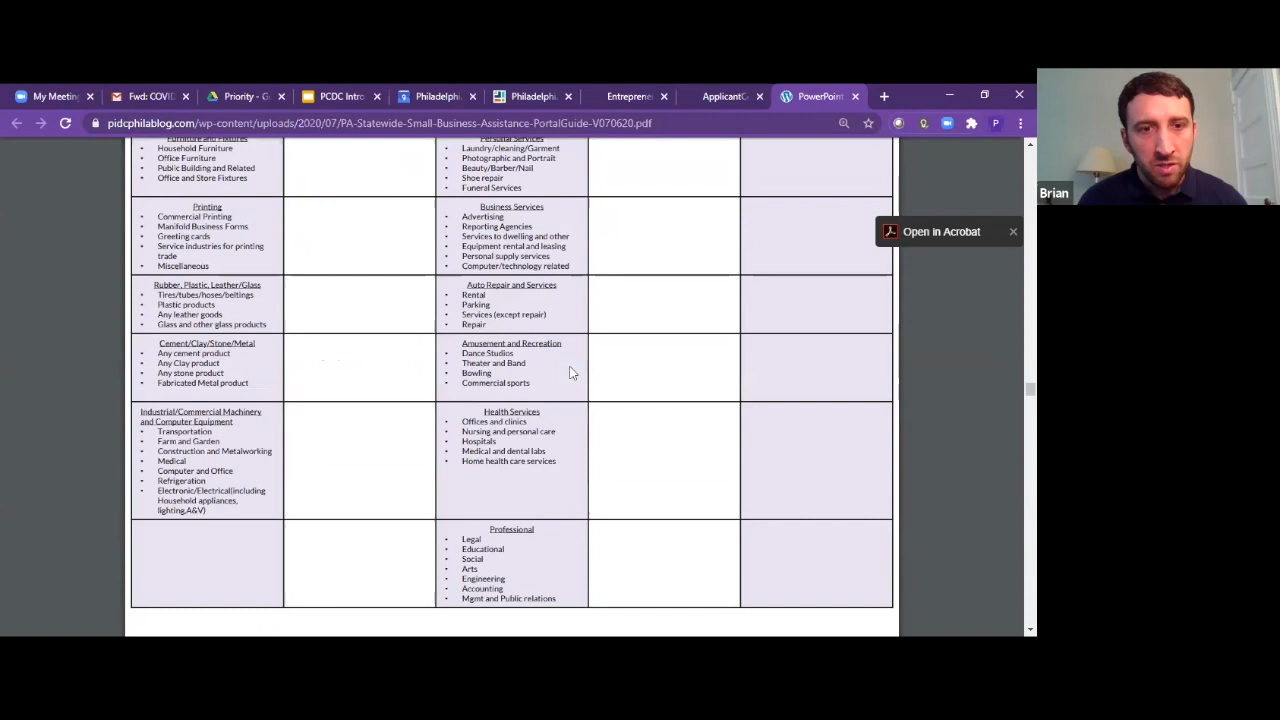 My Meeting
Fwd: COVI
Priority - G
PCDC Intro
Philadelphi
Philadelphi
Entreprene
ApplicantG
PowerPoint
pidcphilablog.com/wp-content/uploads/2020/07/PA-Statewide-Small-Business-Assistance-PortalGuide-V070620.pdf
P
Furniture and Fixtures
• Household Furniture
• Office Furniture
• Public Building and Related
• Office and Store Fixtures
Personal Services
• Laundry/cleaning/Garment
• Photographic and Portrait
• Beauty/Barber/Nail
• Shoe repair
• Funeral Services
Printing
• Commercial Printing
• Manifold Business Forms
• Greeting cards
• Service industries for printing
trade
• Miscellaneous
Business Services
• Advertising
• Reporting Agencies
• Services to dwelling and other
• Equipment rental and leasing
• Personal supply services
• Computer/technology related
Rubber, Plastic, Leather/Glass
• Tires/tubes/hoses/beltings
• Plastic products
• Any leather goods
• Glass and other glass products
Auto Repair and Services
• Rental
• Parking
• Services (except repair)
• Repair
Cement/Clay/Stone/Metal
• Any cement product
• Any Clay product
• Any stone product
• Fabricated Metal product
Amusement and Recreation
• Dance Studios
• Theater and Band
• Bowling
• Commercial sports
Industrial/Commercial Machinery
and Computer Equipment
• Transportation
• Farm and Garden
• Construction and Metalworking
• Medical
• Computer and Office
• Refrigeration
• Electronic/Electrical(including
Household appliances,
lighting,A&V)
Health Services
• Offices and clinics
• Nursing and personal care
• Hospitals
• Medical and dental labs
• Home health care services
Professional
• Legal
• Educational
• Social
• Arts
• Engineering
• Accounting
• Mgmt and Public relations
Open in Acrobat
Brian